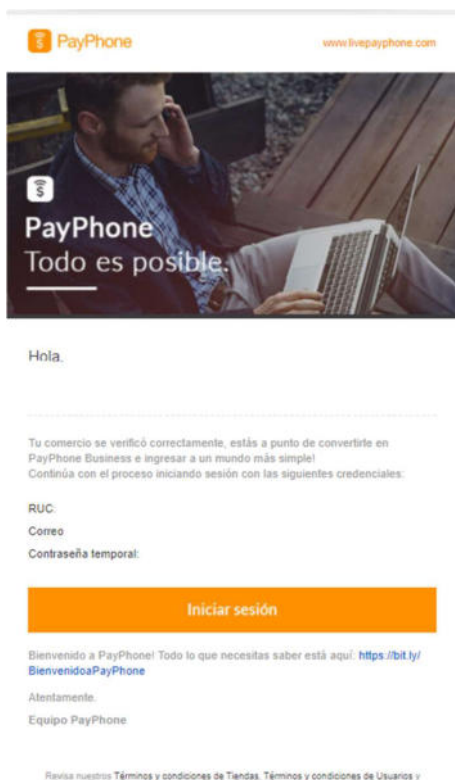 PayPhone
www.livepayphone.com
PayPhone
Todo es posible.
Hola,
Tu comercio se verificó correctamente, estás a punto de convertirte en
PayPhone Business e ingresar a un mundo más simple!
Continúa con el proceso iniciando sesión con las siguientes credenciales:
RUC:
Correo
Contraseña temporal:
Iniciar sesión
Bienvenido a PayPhone! Todo lo que necesitas saber está aquí: https://bit.ly/
BienvenidoaPayPhone
Atentamente.
Equipo PayPhone
Revisa nuestros Términos y condiciones de Tiendas, Términos y condiciones de Usuarios y